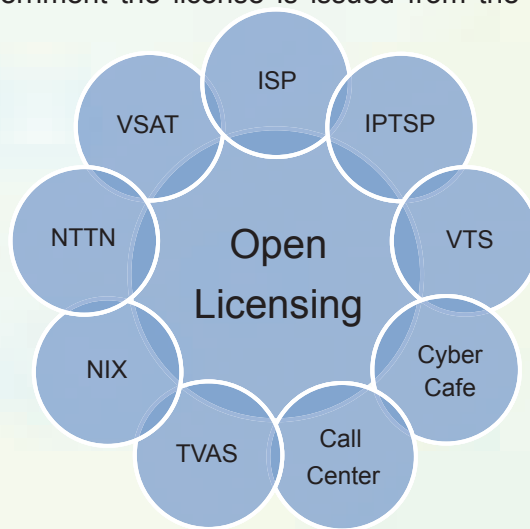 ernment the license is issued from the
ISP
IPTSP
VTS
Cyber
Cafe
Call
Center
TVAS
NIX
NTTN
VSAT
Open
Licensing